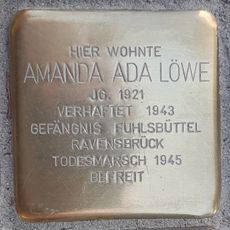 HIER WOHNTE
AMANDA ADA LÖWE
JG. 1921
VERHAFTET 1943
GEFÄNGNIS FUHLSBÜTTEL
RAVENSBRÜCK
TODESMARSCH 1945
BEFREIT